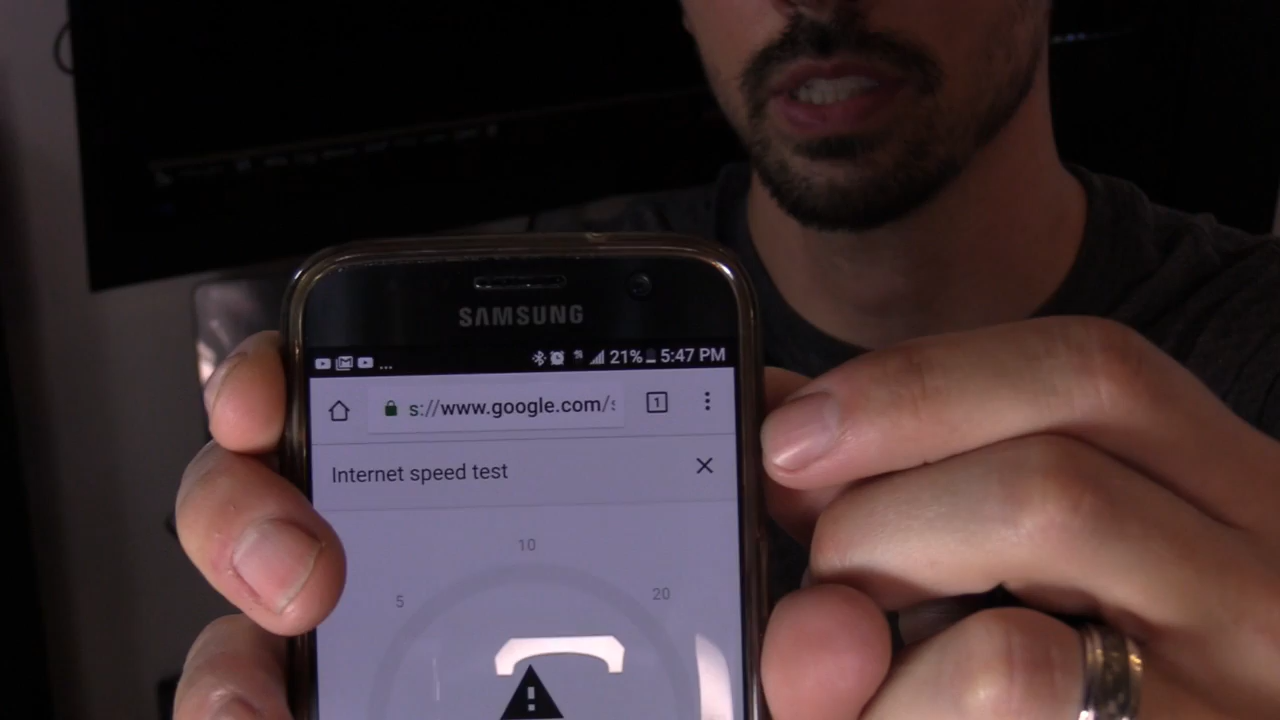 SAMSUNG
... 21% 5:47 PM
s://www.google.com/s 1
Internet speed test
10
5 20
!